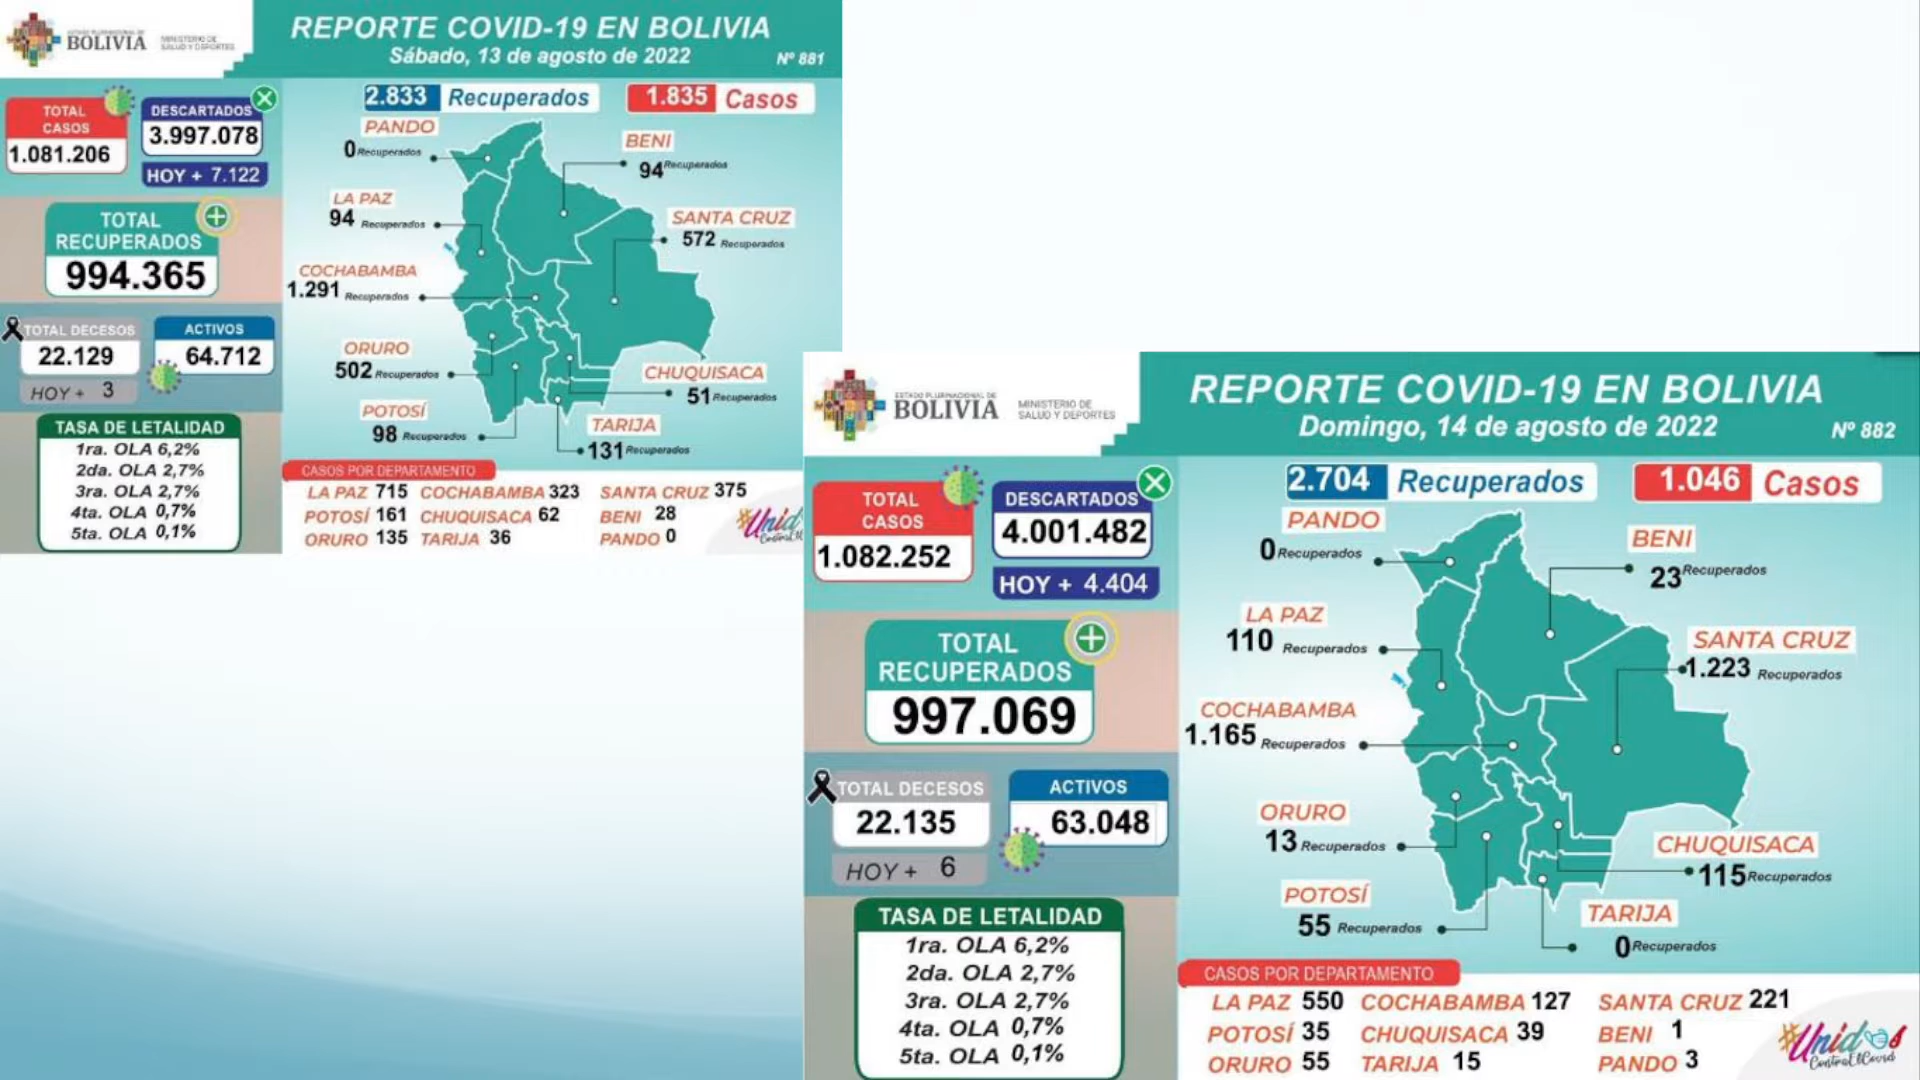 ESTADO PLURINACIONAL DE
BOLIVIA
MINISTERIO DE
SALUD Y DEPORTES
REPORTE COVID-19 EN BOLIVIA
Sábado, 13 de agosto de 2022
Nº 881
TOTAL
CASOS
1.081.206
DESCARTADOS
3.997.078
HOY + 7.122
TOTAL
RECUPERADOS
994.365
TOTAL DECESOS
22.129
HOY + 3
ACTIVOS
64.712
TASA DE LETALIDAD
1ra. OLA 6,2%
2da. OLA 2,7%
3ra. OLA 2,7%
4ta. OLA 0,7%
5ta. OLA 0,1%
2.833 Recuperados
1.835 Casos
PANDO
0 Recuperados
BENI
94 Recuperados
LA PAZ
94 Recuperados
SANTA CRUZ
572 Recuperados
COCHABAMBA
1.291 Recuperados
ORURO
502 Recuperados
CHUQUISACA
51 Recuperados
POTOSÍ
98 Recuperados
TARIJA
131 Recuperados
CASOS POR DEPARTAMENTO
LA PAZ 715 COCHABAMBA 323 SANTA CRUZ 375
POTOSÍ 161 CHUQUISACA 62 BENI 28
ORURO 135 TARIJA 36 PANDO 0
#Unid
ESTADO PLURINACIONAL DE
BOLIVIA
MINISTERIO DE
SALUD Y DEPORTES
REPORTE COVID-19 EN BOLIVIA
Domingo, 14 de agosto de 2022
Nº 882
TOTAL
CASOS
1.082.252
DESCARTADOS
4.001.482
HOY + 4.404
TOTAL
RECUPERADOS
997.069
TOTAL DECESOS
22.135
HOY + 6
ACTIVOS
63.048
TASA DE LETALIDAD
1ra. OLA 6,2%
2da. OLA 2,7%
3ra. OLA 2,7%
4ta. OLA 0,7%
5ta. OLA 0,1%
2.704 Recuperados
1.046 Casos
PANDO
0 Recuperados
BENI
23 Recuperados
LA PAZ
110 Recuperados
SANTA CRUZ
1.223 Recuperados
COCHABAMBA
1.165 Recuperados
ORURO
13 Recuperados
CHUQUISACA
115 Recuperados
POTOSÍ
55 Recuperados
TARIJA
0 Recuperados
CASOS POR DEPARTAMENTO
LA PAZ 550 COCHABAMBA 127 SANTA CRUZ 221
POTOSÍ 35 CHUQUISACA 39 BENI 1
ORURO 55 TARIJA 15 PANDO 3
#Unidos
ContraElCovid